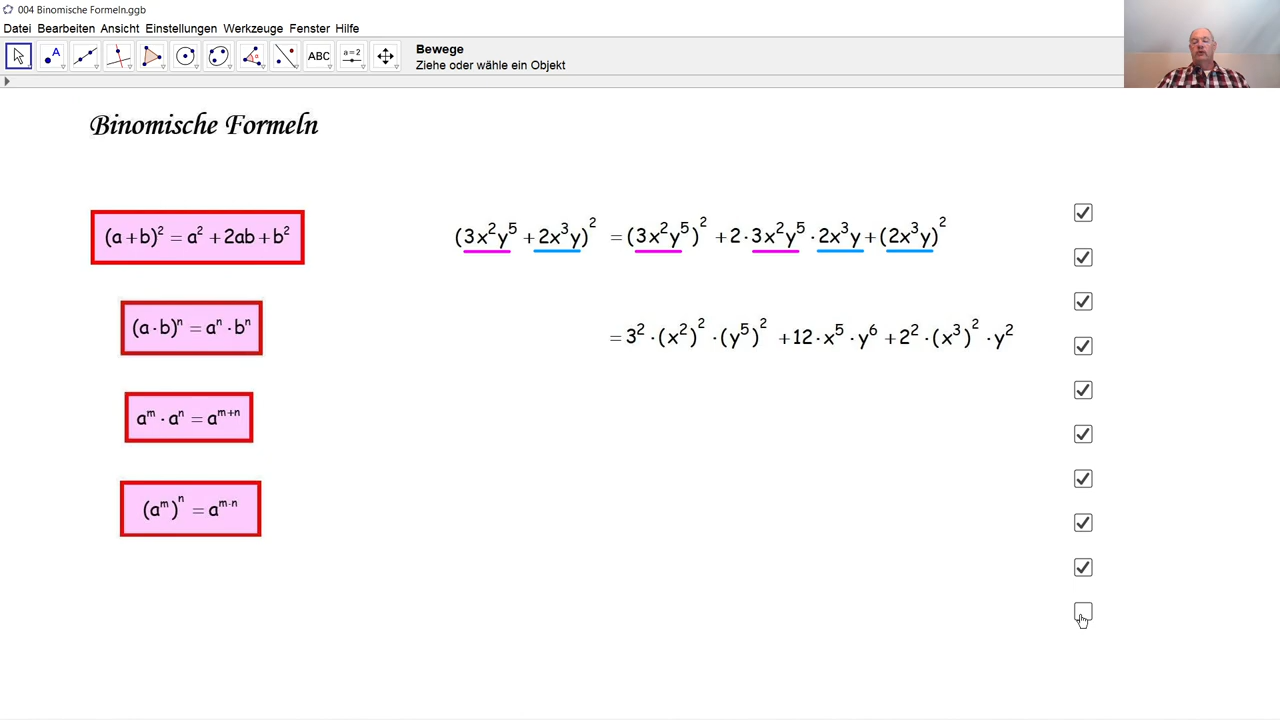 004 Binomische Formeln.ggb
Datei Bearbeiten Ansicht Einstellungen Werkzeuge Fenster Hilfe
A ABC a=2
Bewege
Ziehe oder wähle ein Objekt
Binomische Formeln
(a+b)² = a² + 2ab + b²
(3x²y⁵ + 2x³y)² = (3x²y⁵)² + 2·3x²y⁵·2x³y + (2x³y)²
(a·b)ⁿ = aⁿ·bⁿ
= 3²·(x²)²·(y⁵)² + 12·x⁵·y⁶ + 2²·(x³)²·y²
aᵐ·aⁿ = aᵐ⁺ⁿ
(aᵐ)ⁿ = aᵐ·ⁿ